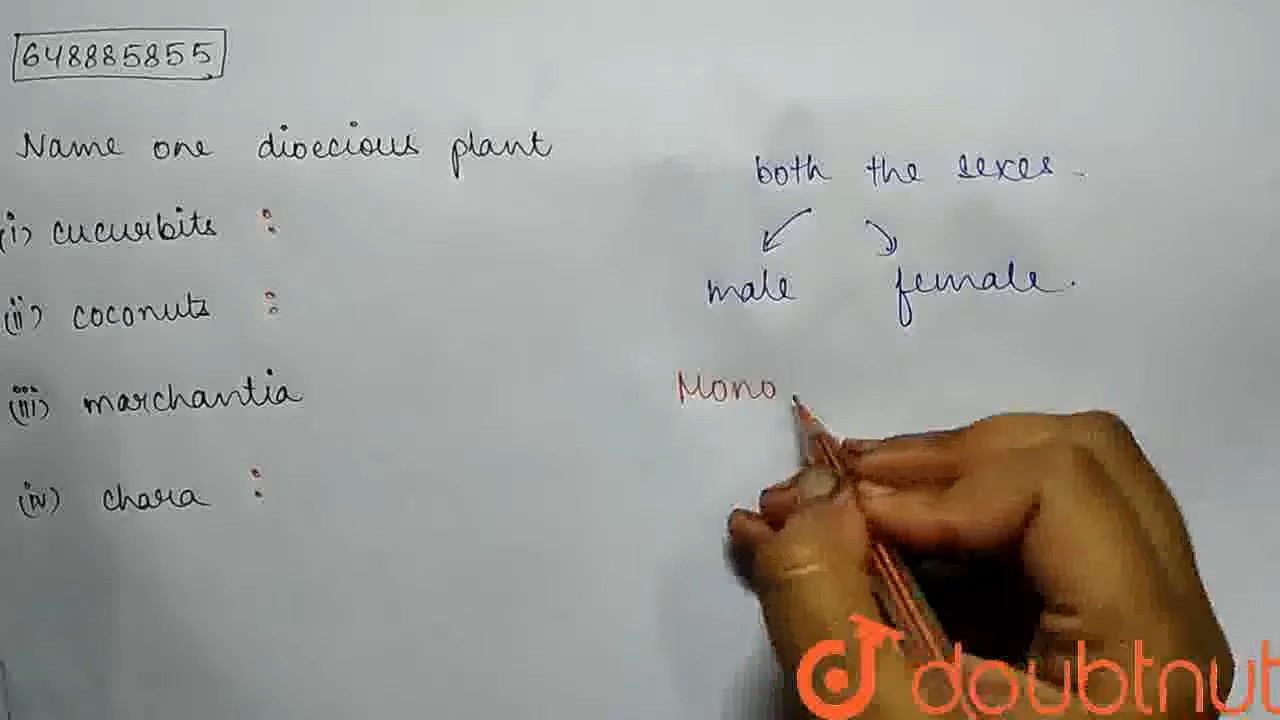 648885855
Name one dioecious plant
(i) cucurbits :
(ii) coconuts :
(iii) marchantia
(iv) chara :
both the sexes.
male female.
Mono
doubtnut